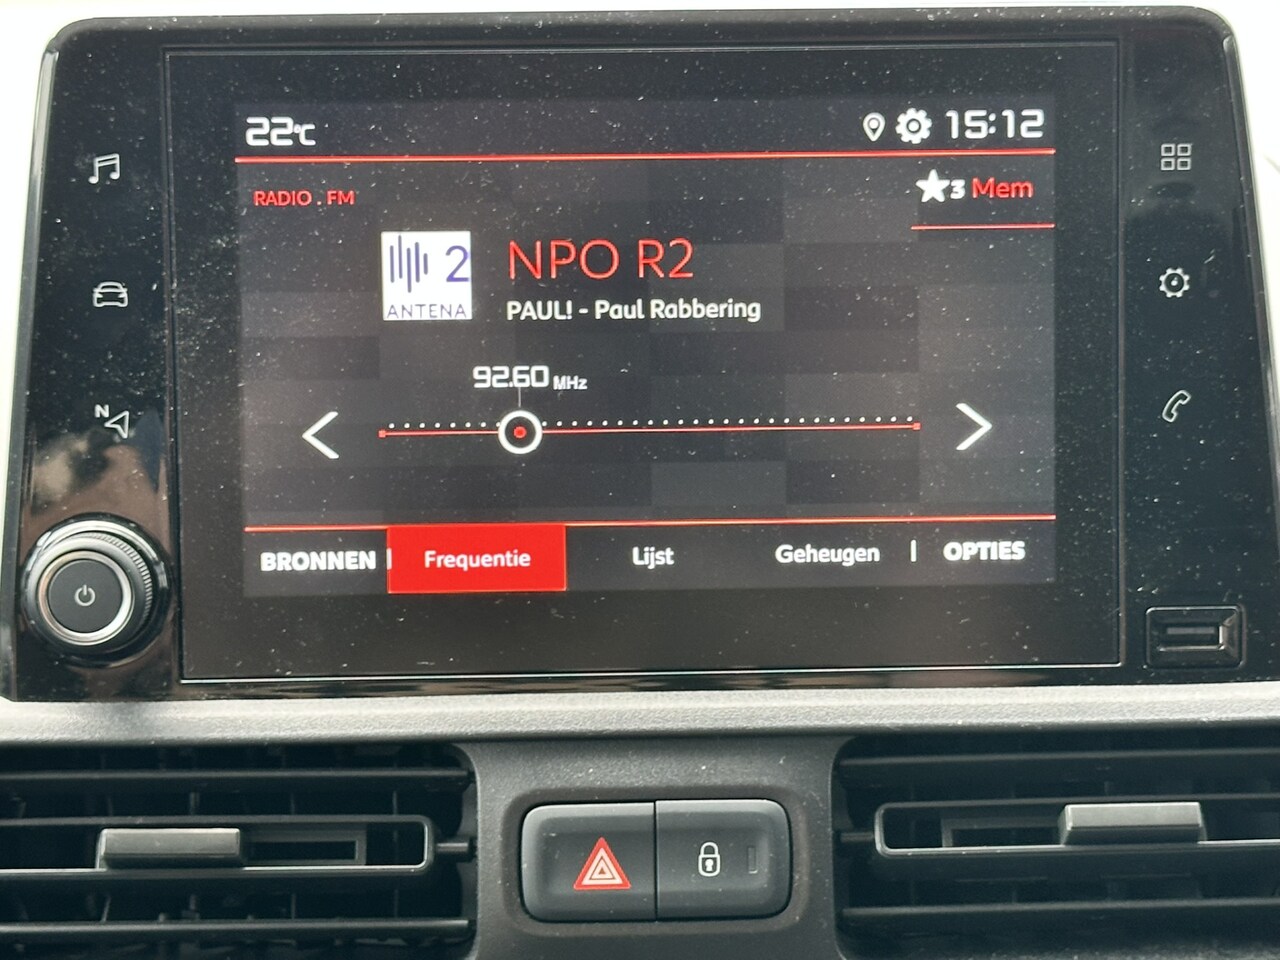 22°C
15:12
RADIO . FM
3 Mem
2
ANTENA
NPO R2
PAUL! - Paul Rabbering
92.60 MHz
N
BRONNEN
Frequentie
Lijst
Geheugen
OPTIES